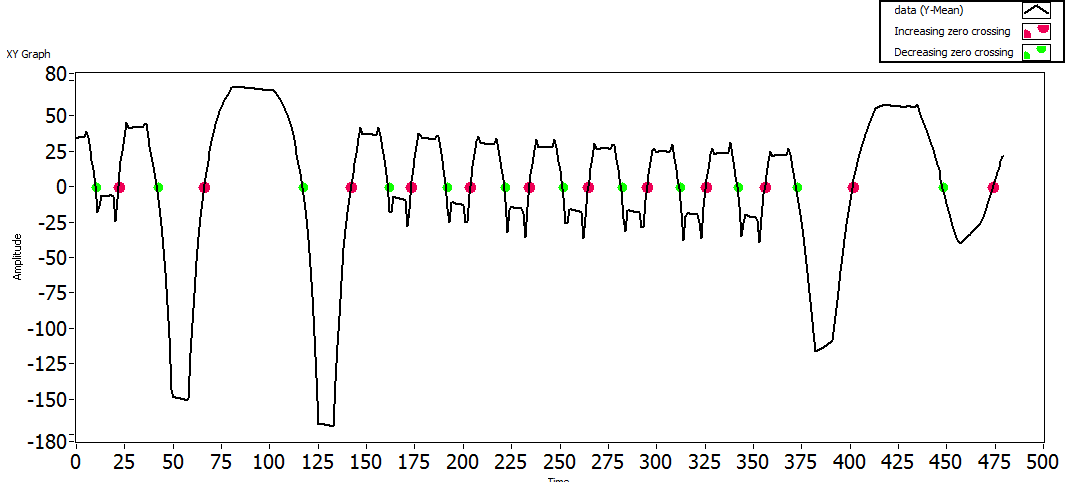 data (Y-Mean)
Increasing zero crossing
Decreasing zero crossing
XY Graph
80
50
25
0
-25
-50
-75
-100
-125
-150
-180
Amplitude
0 25 50 75 100 125 150 175 200 225 250 275 300 325 350 375 400 425 450 475 500
Time